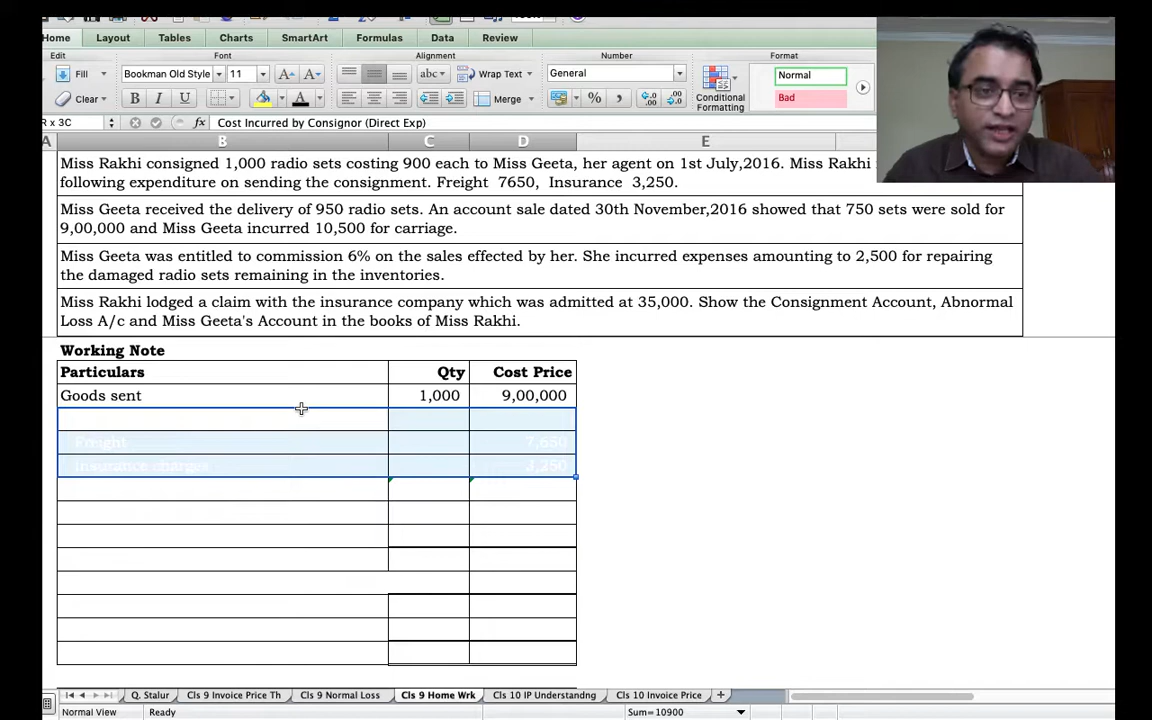 Home Layout Tables Charts SmartArt Formulas Data Review
Edit Font Alignment Number Format
Fill Bookman Old Style 11 A A abc Wrap Text General Normal
Clear B I U A Merge % Conditional Formatting Bad
R x 3C fx Cost Incurred by Consignor (Direct Exp)
A B C D E
Miss Rakhi consigned 1,000 radio sets costing 900 each to Miss Geeta, her agent on 1st July,2016. Miss Rakhi
following expenditure on sending the consignment. Freight 7650, Insurance 3,250.
Miss Geeta received the delivery of 950 radio sets. An account sale dated 30th November,2016 showed that 750 sets were sold for
9,00,000 and Miss Geeta incurred 10,500 for carriage.
Miss Geeta was entitled to commission 6% on the sales effected by her. She incurred expenses amounting to 2,500 for repairing
the damaged radio sets remaining in the inventories.
Miss Rakhi lodged a claim with the insurance company which was admitted at 35,000. Show the Consignment Account, Abnormal
Loss A/c and Miss Geeta's Account in the books of Miss Rakhi.
Working Note
Particulars Qty Cost Price
Goods sent 1,000 9,00,000
Freight 7,650
Insurance charges 3,250
Q. Stalur Cls 9 Invoice Price Th Cls 9 Normal Loss Cls 9 Home Wrk Cls 10 IP Understandng Cls 10 Invoice Price
Normal View Ready Sum=10900